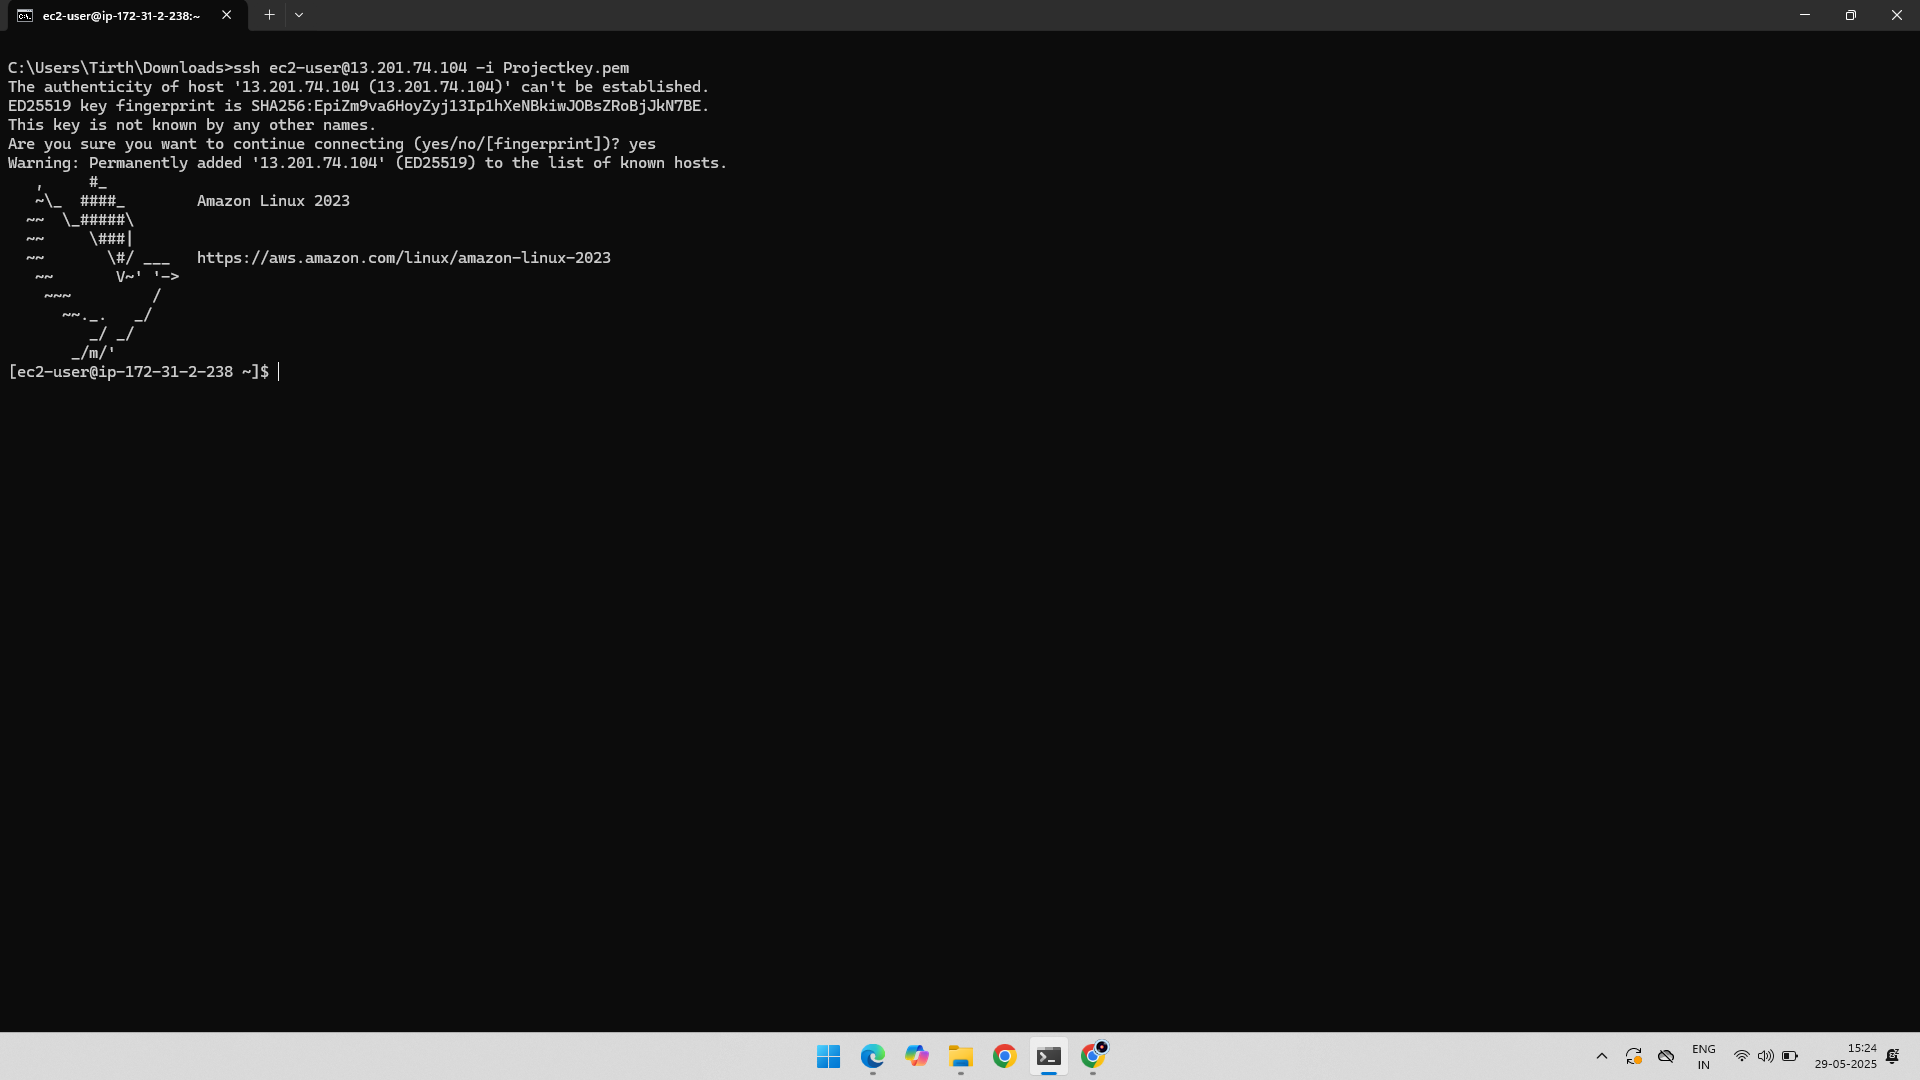 ec2-user@ip-172-31-2-238:~
C:\Users\Tirth\Downloads>ssh ec2-user@13.201.74.104 -i Projectkey.pem
The authenticity of host '13.201.74.104 (13.201.74.104)' can't be established.
ED25519 key fingerprint is SHA256:EpiZm9va6HoyZyj13Ip1hXeNBkiwJOBsZRoBjJkN7BE.
This key is not known by any other names.
Are you sure you want to continue connecting (yes/no/[fingerprint])? yes
Warning: Permanently added '13.201.74.104' (ED25519) to the list of known hosts.
   ,     #_
   ~\_  ####_        Amazon Linux 2023
  ~~  \_#####\
  ~~     \###|
  ~~       \#/ ___   https://aws.amazon.com/linux/amazon-linux-2023
   ~~       V~' '->
    ~~~         /
      ~~._.   _/
         _/ _/
       _/m/'
[ec2-user@ip-172-31-2-238 ~]$
ENG
IN
15:24
29-05-2025